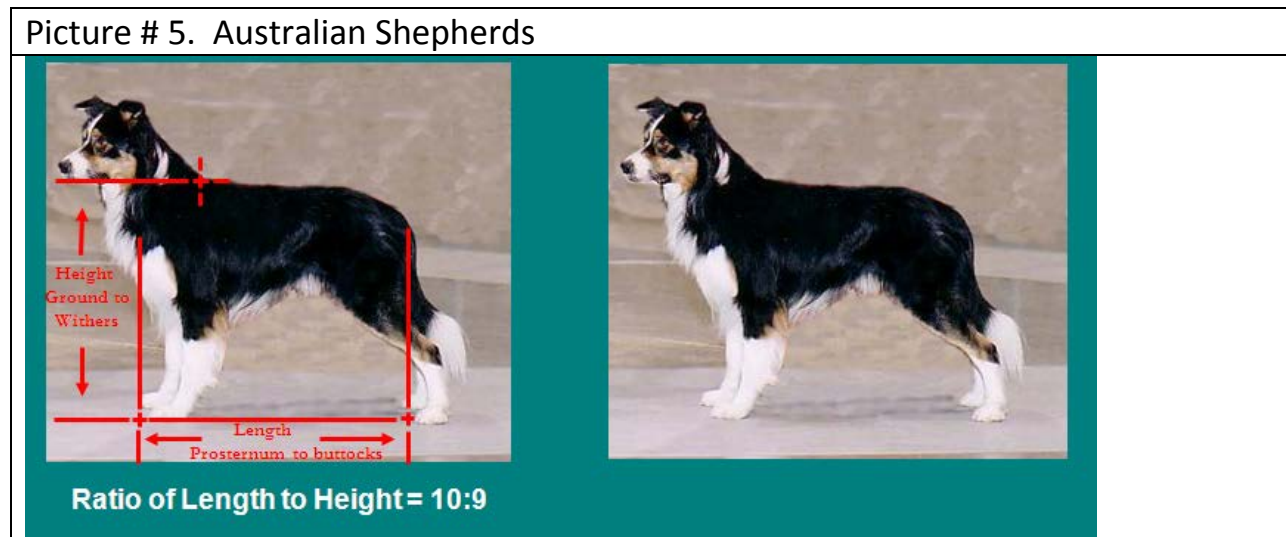 Picture # 5.  Australian Shepherds
Height
Ground to
Withers
Length
Prosternum to buttocks
Ratio of Length to Height = 10:9